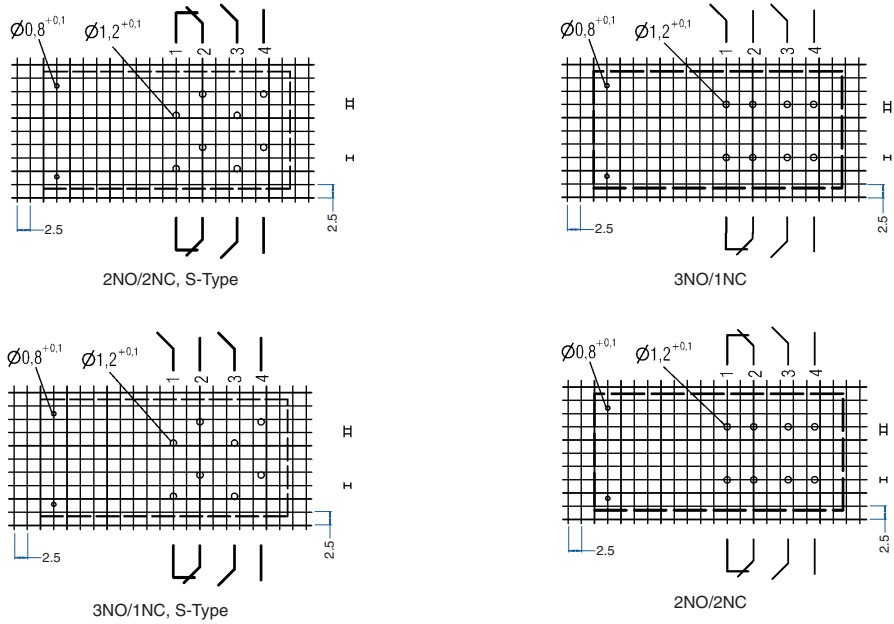 Ø0,8+0,1
Ø1,2+0,1
1
2
3
4
II
I
2.5
2.5
2NO/2NC, S-Type
Ø0,8+0,1
Ø1,2+0,1
1
2
3
4
II
I
2.5
2.5
3NO/1NC
Ø0,8+0,1
Ø1,2+0,1
1
2
3
4
II
I
2.5
2.5
3NO/1NC, S-Type
Ø0,8+0,1
Ø1,2+0,1
1
2
3
4
II
I
2.5
2.5
2NO/2NC